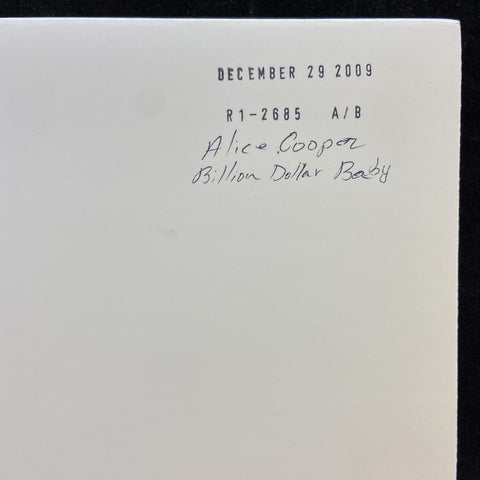 DECEMBER 29 2009
R1-2685 A/B
Alice Cooper
Billion Dollar Baby